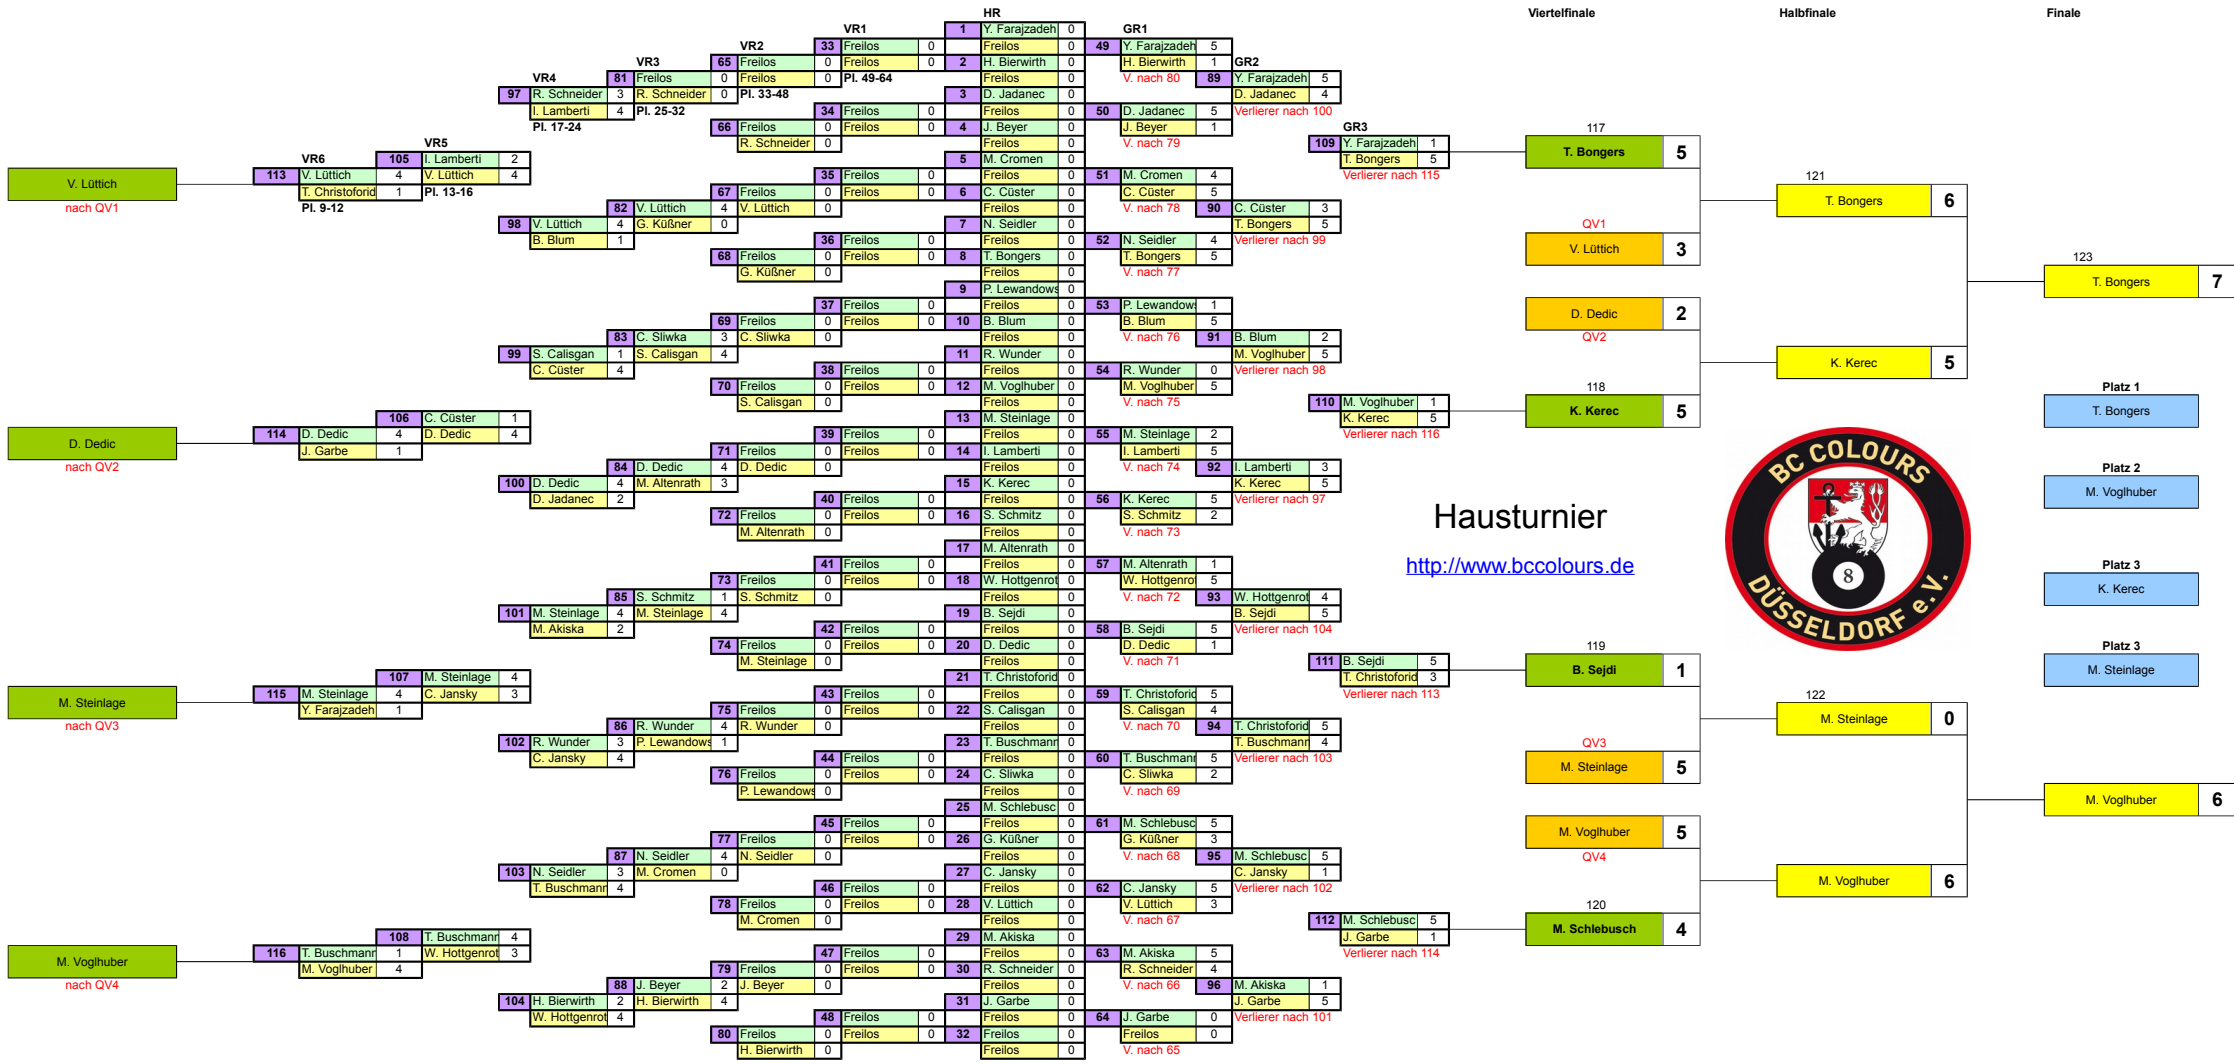 HR
Viertelfinale
Halbfinale
Finale
V. Lüttich
nach QV1
D. Dedic
nach QV2
M. Steinlage
nach QV3
M. Voglhuber
nach QV4
VR6
113 V. Lüttich 4
T. Christoforid 1
Pl. 9-12
114 D. Dedic 4
J. Garbe 1
115 M. Steinlage 4
Y. Farajzadeh 1
116 T. Buschmann 1
M. Voglhuber 4
VR5
105 I. Lamberti 2
V. Lüttich 4
Pl. 13-16
106 C. Cüster 1
D. Dedic 4
107 M. Steinlage 4
C. Jansky 3
108 T. Buschmann 4
W. Hottgenrot 3
VR4
97 R. Schneider 3
I. Lamberti 4
Pl. 17-24
98 V. Lüttich 4
B. Blum 1
99 S. Calisgan 1
C. Cüster 4
100 D. Dedic 4
D. Jadanec 2
101 M. Steinlage 4
M. Akiska 2
102 R. Wunder 3
C. Jansky 4
103 N. Seidler 3
T. Buschmann 4
104 H. Bierwirth 2
W. Hottgenrot 4
VR3
81 Freilos 0
R. Schneider 0
Pl. 25-32
82 V. Lüttich 4
G. Küßner 0
83 C. Sliwka 3
S. Calisgan 4
84 D. Dedic 4
M. Altenrath 3
85 S. Schmitz 1
M. Steinlage 4
86 R. Wunder 4
P. Lewandows 1
87 N. Seidler 4
M. Cromen 0
88 J. Beyer 2
H. Bierwirth 4
VR2
65 Freilos 0
Freilos 0
Pl. 33-48
66 Freilos 0
R. Schneider 0
67 Freilos 0
V. Lüttich 0
68 Freilos 0
G. Küßner 0
69 Freilos 0
C. Sliwka 0
70 Freilos 0
S. Calisgan 0
71 Freilos 0
D. Dedic 0
72 Freilos 0
M. Altenrath 0
73 Freilos 0
S. Schmitz 0
74 Freilos 0
M. Steinlage 0
75 Freilos 0
R. Wunder 0
76 Freilos 0
P. Lewandows 0
77 Freilos 0
N. Seidler 0
78 Freilos 0
M. Cromen 0
79 Freilos 0
J. Beyer 0
80 Freilos 0
H. Bierwirth 0
VR1
33 Freilos 0
Freilos 0
Pl. 49-64
34 Freilos 0
Freilos 0
35 Freilos 0
Freilos 0
36 Freilos 0
Freilos 0
37 Freilos 0
Freilos 0
38 Freilos 0
Freilos 0
39 Freilos 0
Freilos 0
40 Freilos 0
Freilos 0
41 Freilos 0
Freilos 0
42 Freilos 0
Freilos 0
43 Freilos 0
Freilos 0
44 Freilos 0
Freilos 0
45 Freilos 0
Freilos 0
46 Freilos 0
Freilos 0
47 Freilos 0
Freilos 0
48 Freilos 0
Freilos 0
1 Y. Farajzadeh 0
Freilos 0
2 H. Bierwirth 0
Freilos 0
3 D. Jadanec 0
Freilos 0
4 J. Beyer 0
Freilos 0
5 M. Cromen 0
Freilos 0
6 C. Cüster 0
Freilos 0
7 N. Seidler 0
Freilos 0
8 T. Bongers 0
Freilos 0
9 P. Lewandows 0
Freilos 0
10 B. Blum 0
Freilos 0
11 R. Wunder 0
Freilos 0
12 M. Voglhuber 0
Freilos 0
13 M. Steinlage 0
Freilos 0
14 I. Lamberti 0
Freilos 0
15 K. Kerec 0
Freilos 0
16 S. Schmitz 0
Freilos 0
17 M. Altenrath 0
Freilos 0
18 W. Hottgenrot 0
Freilos 0
19 B. Sejdi 0
Freilos 0
20 D. Dedic 0
Freilos 0
21 T. Christoforid 0
Freilos 0
22 S. Calisgan 0
Freilos 0
23 T. Buschmann 0
Freilos 0
24 C. Sliwka 0
Freilos 0
25 M. Schlebusc 0
Freilos 0
26 G. Küßner 0
Freilos 0
27 C. Jansky 0
Freilos 0
28 V. Lüttich 0
Freilos 0
29 M. Akiska 0
Freilos 0
30 R. Schneider 0
Freilos 0
31 J. Garbe 0
Freilos 0
32 Freilos 0
Freilos 0
GR1
49 Y. Farajzadeh 5
H. Bierwirth 1
V. nach 80
50 D. Jadanec 5
J. Beyer 1
V. nach 79
51 M. Cromen 4
C. Cüster 5
V. nach 78
52 N. Seidler 4
T. Bongers 5
V. nach 77
53 P. Lewandows 1
B. Blum 5
V. nach 76
54 R. Wunder 0
M. Voglhuber 5
V. nach 75
55 M. Steinlage 2
I. Lamberti 5
V. nach 74
56 K. Kerec 5
S. Schmitz 2
V. nach 73
57 M. Altenrath 1
W. Hottgenrot 5
V. nach 72
58 B. Sejdi 5
D. Dedic 1
V. nach 71
59 T. Christoforid 5
S. Calisgan 4
V. nach 70
60 T. Buschmann 5
C. Sliwka 2
V. nach 69
61 M. Schlebusc 5
G. Küßner 3
V. nach 68
62 C. Jansky 5
V. Lüttich 3
V. nach 67
63 M. Akiska 5
R. Schneider 4
V. nach 66
64 J. Garbe 0
Freilos 0
V. nach 65
GR2
89 Y. Farajzadeh 5
D. Jadanec 4
Verlierer nach 100
90 C. Cüster 3
T. Bongers 5
Verlierer nach 99
91 B. Blum 2
M. Voglhuber 5
Verlierer nach 98
92 I. Lamberti 3
K. Kerec 5
Verlierer nach 97
93 W. Hottgenrot 4
B. Sejdi 5
Verlierer nach 104
94 T. Christoforid 5
T. Buschmann 4
Verlierer nach 103
95 M. Schlebusc 5
C. Jansky 1
Verlierer nach 102
96 M. Akiska 1
J. Garbe 5
Verlierer nach 101
GR3
109 Y. Farajzadeh 1
T. Bongers 5
Verlierer nach 115
110 M. Voglhuber 1
K. Kerec 5
Verlierer nach 116
111 B. Sejdi 5
T. Christoforid 3
Verlierer nach 113
112 M. Schlebusc 5
J. Garbe 1
Verlierer nach 114
117
T. Bongers 5
QV1
V. Lüttich 3
D. Dedic 2
QV2
118
K. Kerec 5
Hausturnier
http://www.bccolours.de
119
B. Sejdi 1
QV3
M. Steinlage 5
M. Voglhuber 5
QV4
120
M. Schlebusch 4
121
T. Bongers 6
K. Kerec 5
BC COLOURS
8
DÜSSELDORF e.V.
122
M. Steinlage 0
M. Voglhuber 6
123
T. Bongers 7
Platz 1
T. Bongers
Platz 2
M. Voglhuber
Platz 3
K. Kerec
Platz 3
M. Steinlage
M. Voglhuber 6